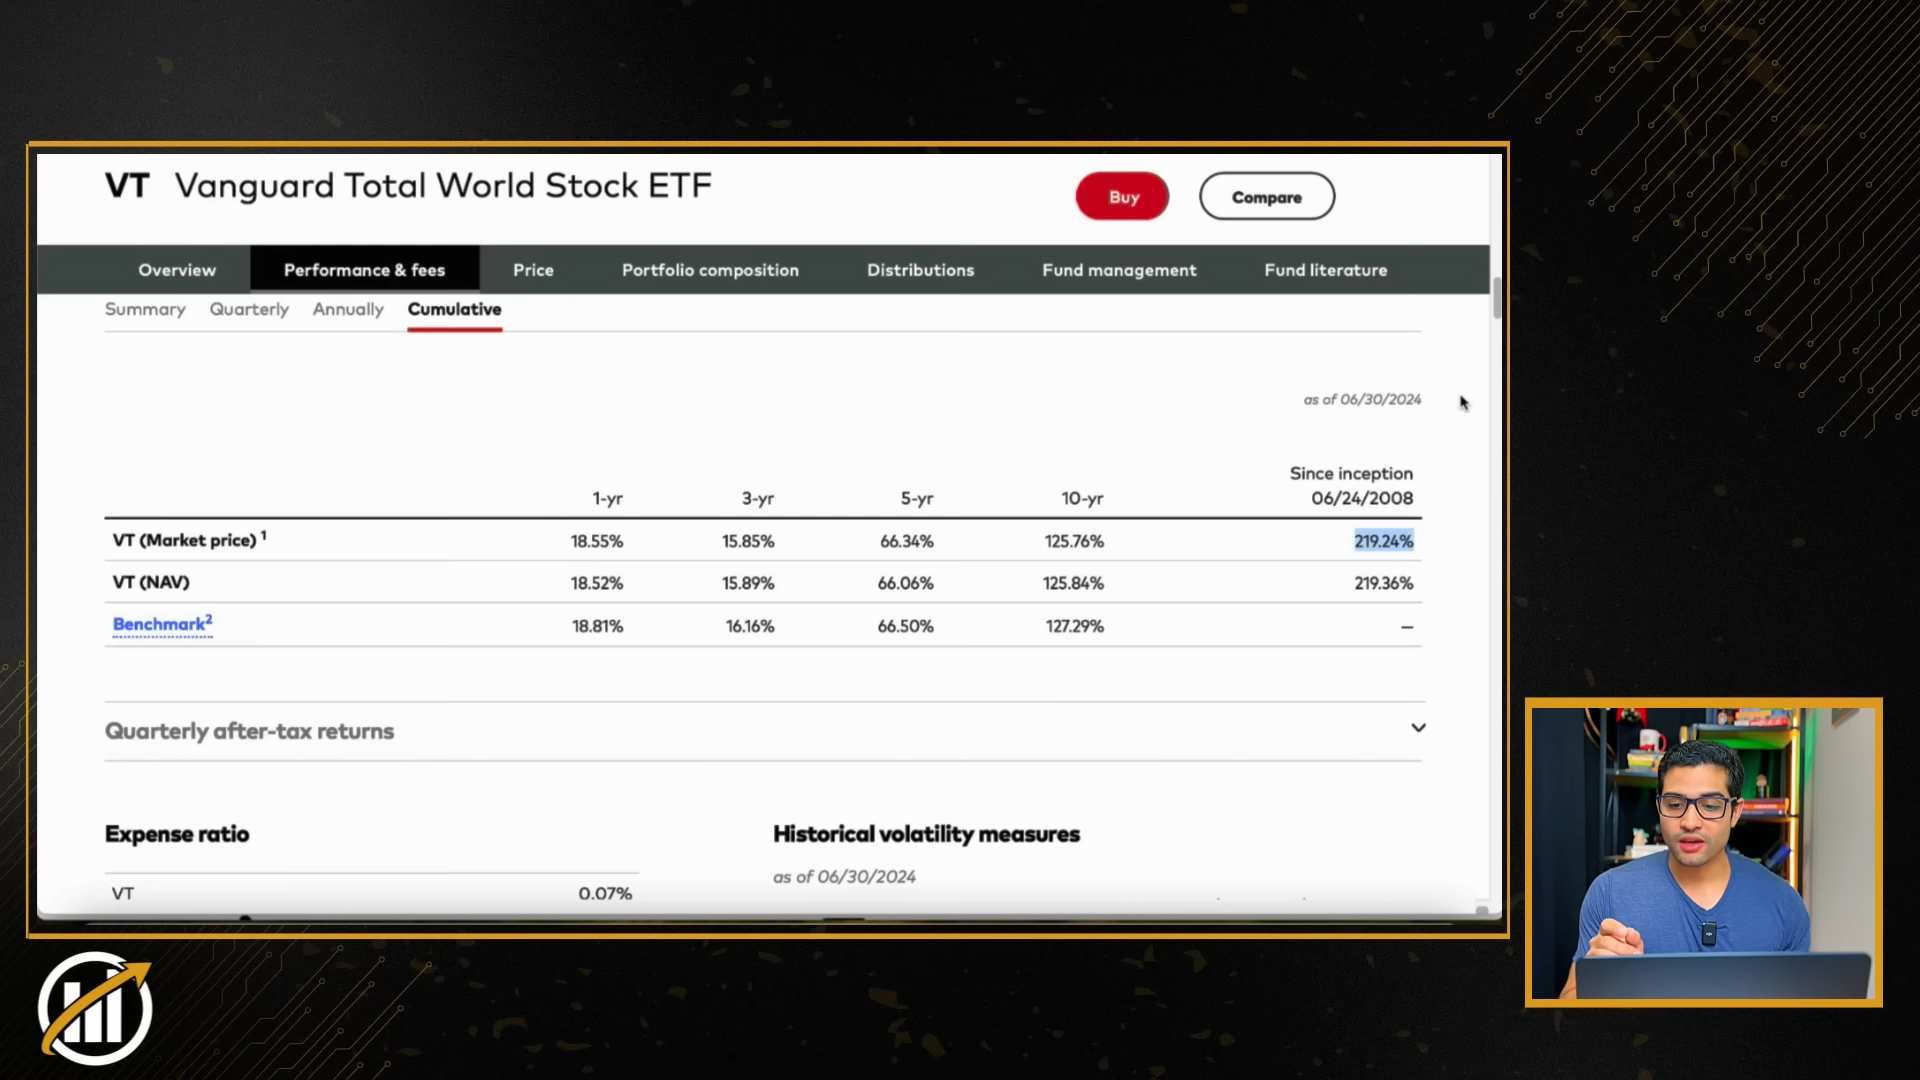 VT Vanguard Total World Stock ETF
Buy Compare
Overview Performance & fees Price Portfolio composition Distributions Fund management Fund literature
Summary Quarterly Annually Cumulative
as of 06/30/2024
Since inception
1-yr 3-yr 5-yr 10-yr 06/24/2008
VT (Market price) 1 18.55% 15.85% 66.34% 125.76% 219.24%
VT (NAV) 18.52% 15.89% 66.06% 125.84% 219.36%
Benchmark2 18.81% 16.16% 66.50% 127.29% –
Quarterly after-tax returns
Expense ratio Historical volatility measures
as of 06/30/2024
VT 0.07%